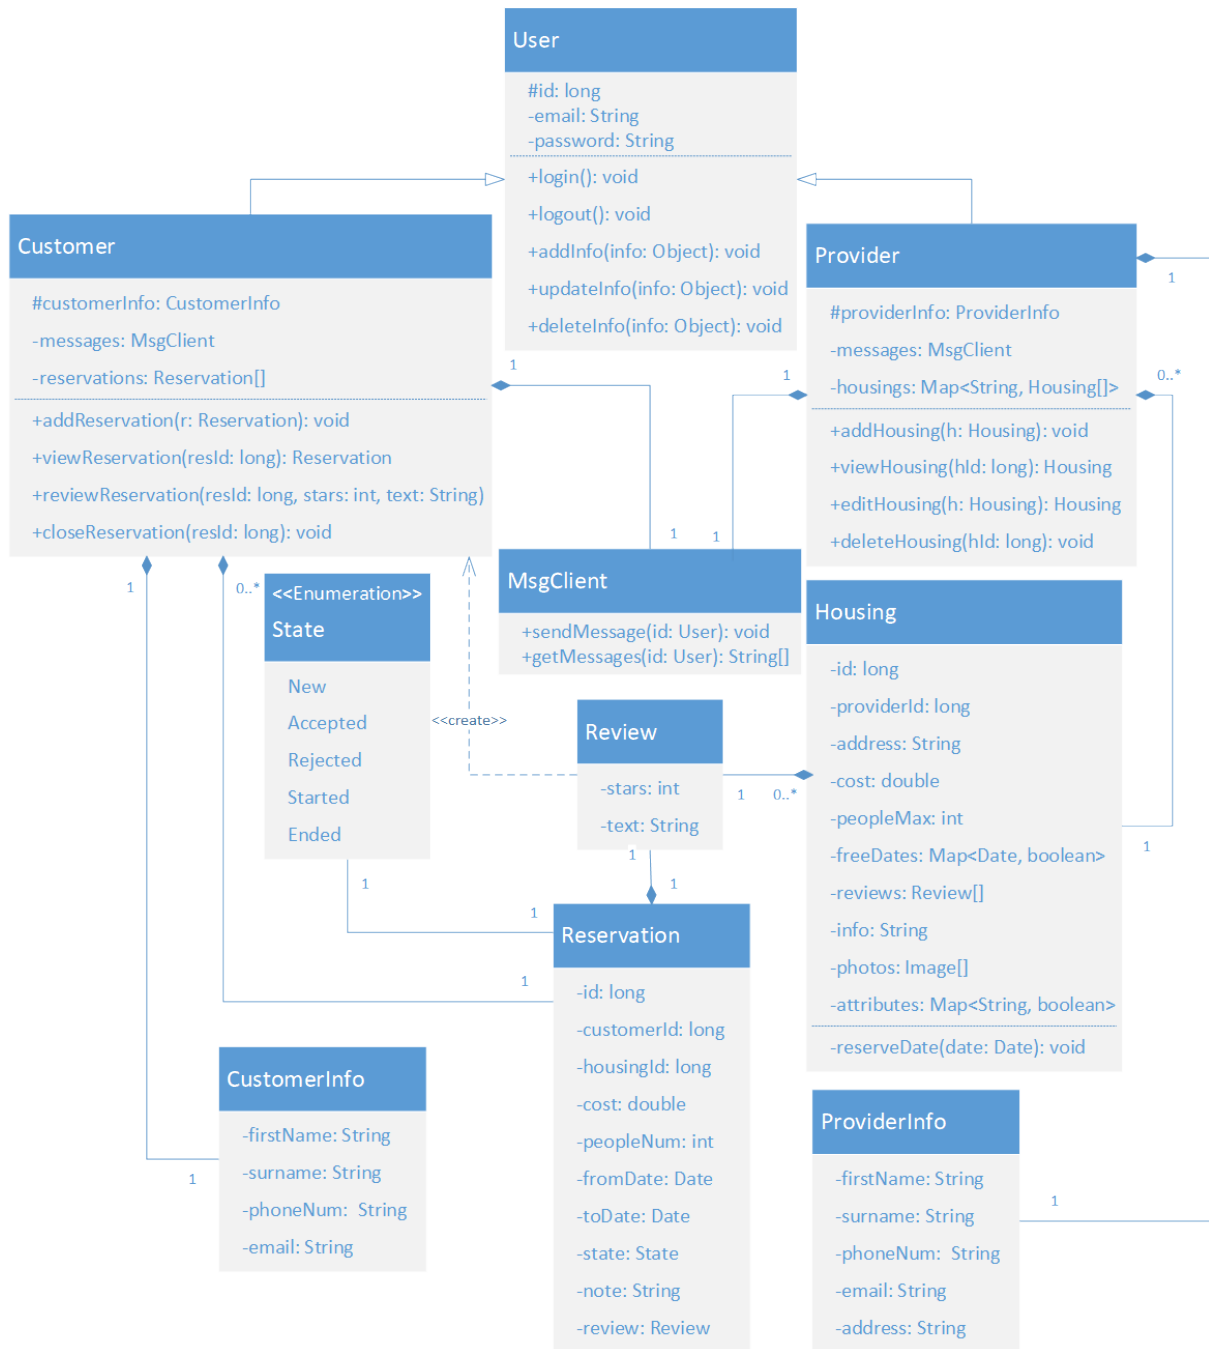 User
#id: long
-email: String
-password: String
+login(): void
+logout(): void
+addInfo(info: Object): void
+updateInfo(info: Object): void
+deleteInfo(info: Object): void
Customer
#customerInfo: CustomerInfo
-messages: MsgClient
-reservations: Reservation[]
+addReservation(r: Reservation): void
+viewReservation(resId: long): Reservation
+reviewReservation(resId: long, stars: int, text: String)
+closeReservation(resId: long): void
Provider
#providerInfo: ProviderInfo
-messages: MsgClient
-housings: Map<String, Housing[]>
+addHousing(h: Housing): void
+viewHousing(hId: long): Housing
+editHousing(h: Housing): Housing
+deleteHousing(hId: long): void
1
1
1
0..*
1
1
1
0..*
<<Enumeration>>
State
New
Accepted
Rejected
Started
Ended
MsgClient
+sendMessage(id: User): void
+getMessages(id: User): String[]
<<create>>
Review
-stars: int
-text: String
1
0..*
Housing
-id: long
-providerId: long
-address: String
-cost: double
-peopleMax: int
-freeDates: Map<Date, boolean>
-reviews: Review[]
-info: String
-photos: Image[]
-attributes: Map<String, boolean>
-reserveDate(date: Date): void
1
1
1
1
1
1
Reservation
-id: long
-customerId: long
-housingId: long
-cost: double
-peopleNum: int
-fromDate: Date
-toDate: Date
-state: State
-note: String
-review: Review
CustomerInfo
-firstName: String
-surname: String
-phoneNum:  String
-email: String
1
ProviderInfo
-firstName: String
-surname: String
-phoneNum:  String
-email: String
-address: String
1